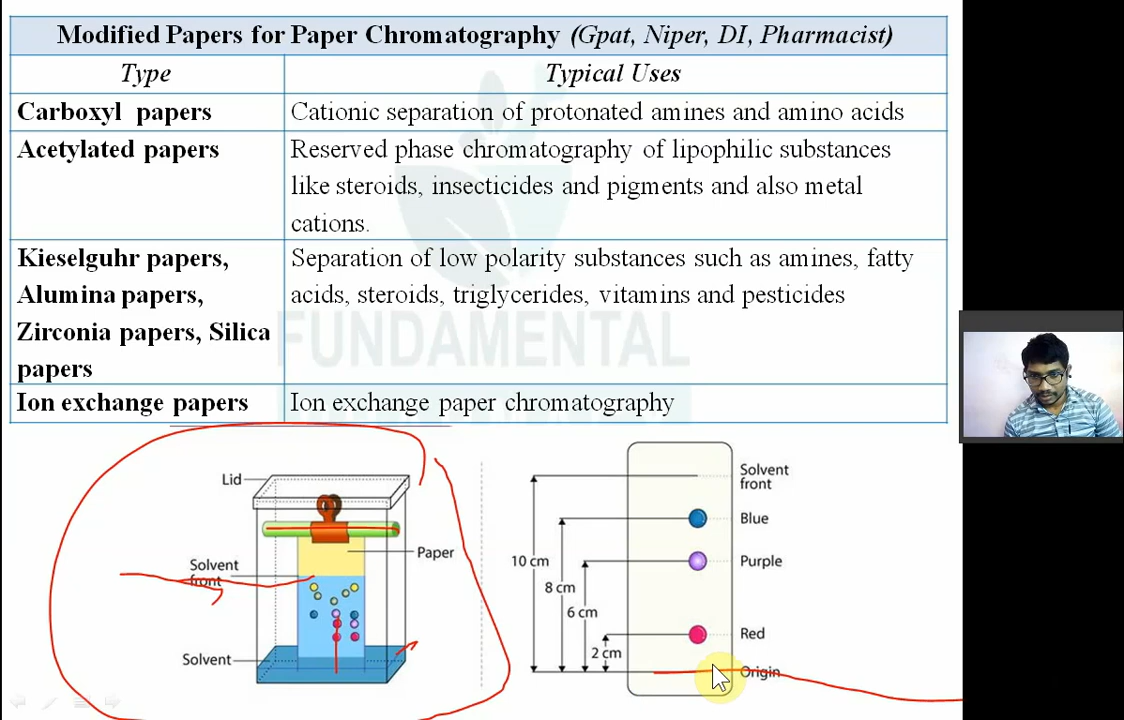 Modified Papers for Paper Chromatography (Gpat, Niper, DI, Pharmacist)
Type
Typical Uses
Carboxyl papers
Cationic separation of protonated amines and amino acids
Acetylated papers
Reserved phase chromatography of lipophilic substances
like steroids, insecticides and pigments and also metal
cations.
Kieselguhr papers,
Alumina papers,
Zirconia papers, Silica
papers
Separation of low polarity substances such as amines, fatty
acids, steroids, triglycerides, vitamins and pesticides
Ion exchange papers
Ion exchange paper chromatography
FUNDAMENTAL
Lid
Paper
Solvent
front
Solvent
Solvent
front
Blue
Purple
Red
Origin
10 cm
8 cm
6 cm
2 cm